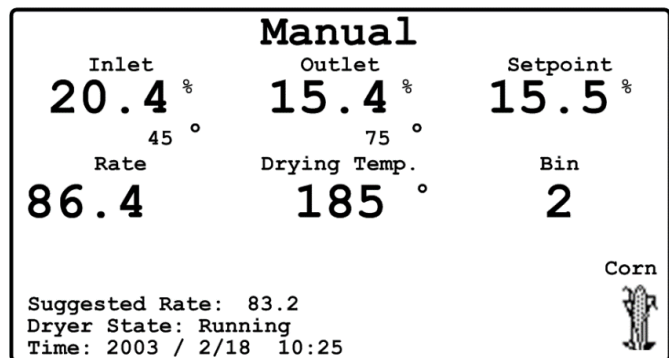 Manual
Inlet Outlet Setpoint
20.4 % 15.4 % 15.5 %
45 ° 75 °
Rate Drying Temp. Bin
86.4 185 ° 2
Corn
Suggested Rate: 83.2
Dryer State: Running
Time: 2003 / 2/18 10:25